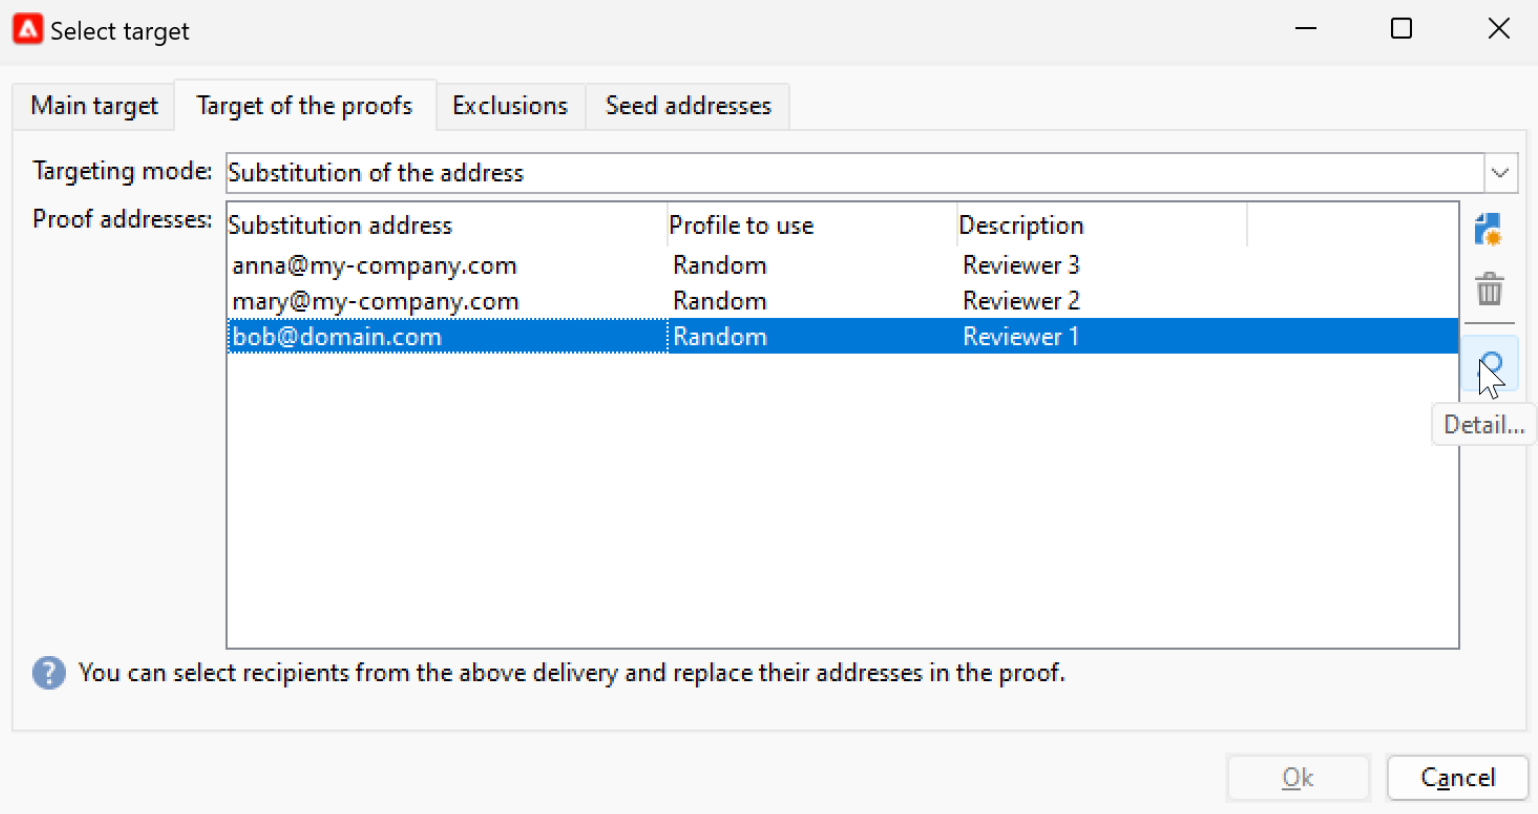 Select target
Main target Target of the proofs Exclusions Seed addresses
Targeting mode: Substitution of the address
Proof addresses: Substitution address Profile to use Description
anna@my-company.com Random Reviewer 3
mary@my-company.com Random Reviewer 2
bob@domain.com Random Reviewer 1
Detail...
? You can select recipients from the above delivery and replace their addresses in the proof.
Ok Cancel